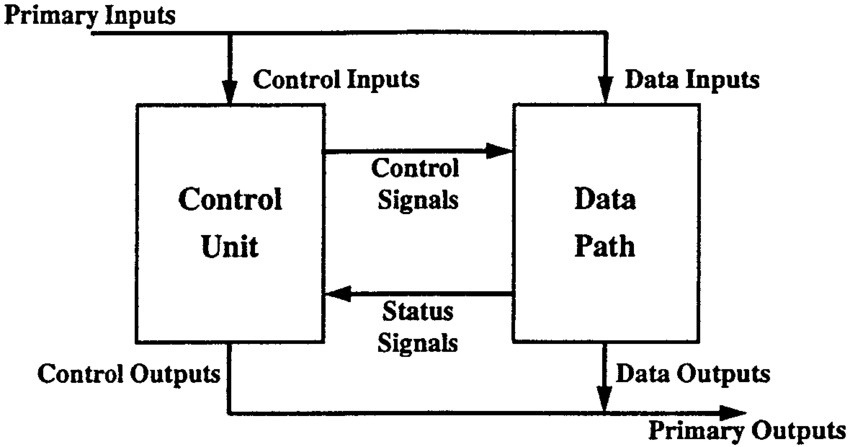 Primary Inputs
Control Inputs
Data Inputs
Control
Signals
Control
Unit
Data
Path
Status
Signals
Control Outputs
Data Outputs
Primary Outputs